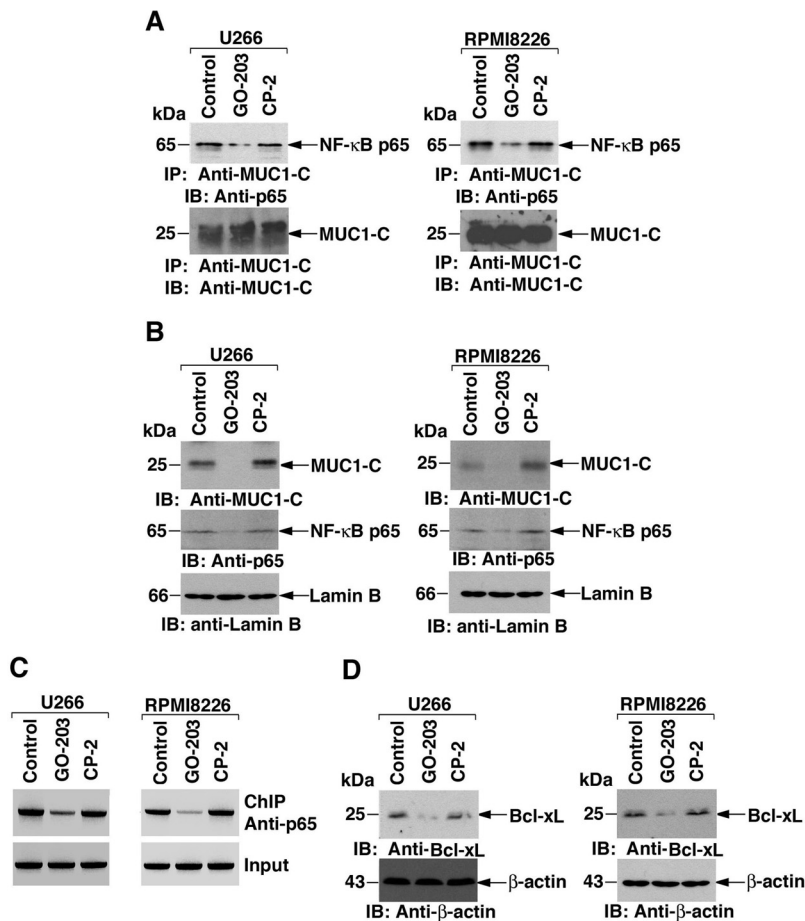 A
U266
Control
GO-203
CP-2
kDa
65
NF-κB p65
IP: Anti-MUC1-C
IB: Anti-p65
25
MUC1-C
IP: Anti-MUC1-C
IB: Anti-MUC1-C
RPMI8226
Control
GO-203
CP-2
kDa
65
NF-κB p65
IP: Anti-MUC1-C
IB: Anti-p65
25
MUC1-C
IP: Anti-MUC1-C
IB: Anti-MUC1-C
B
U266
Control
GO-203
CP-2
kDa
25
MUC1-C
IB: Anti-MUC1-C
65
NF-κB p65
IB: Anti-p65
66
Lamin B
IB: anti-Lamin B
RPMI8226
Control
GO-203
CP-2
kDa
25
MUC1-C
IB: Anti-MUC1-C
65
NF-κB p65
IB: Anti-p65
66
Lamin B
IB: anti-Lamin B
C
U266
Control
GO-203
CP-2
RPMI8226
Control
GO-203
CP-2
ChIP
Anti-p65
Input
D
U266
Control
GO-203
CP-2
kDa
25
Bcl-xL
IB: Anti-Bcl-xL
43
β-actin
IB: Anti-β-actin
RPMI8226
Control
GO-203
CP-2
kDa
25
Bcl-xL
IB: Anti-Bcl-xL
43
β-actin
IB: Anti-β-actin